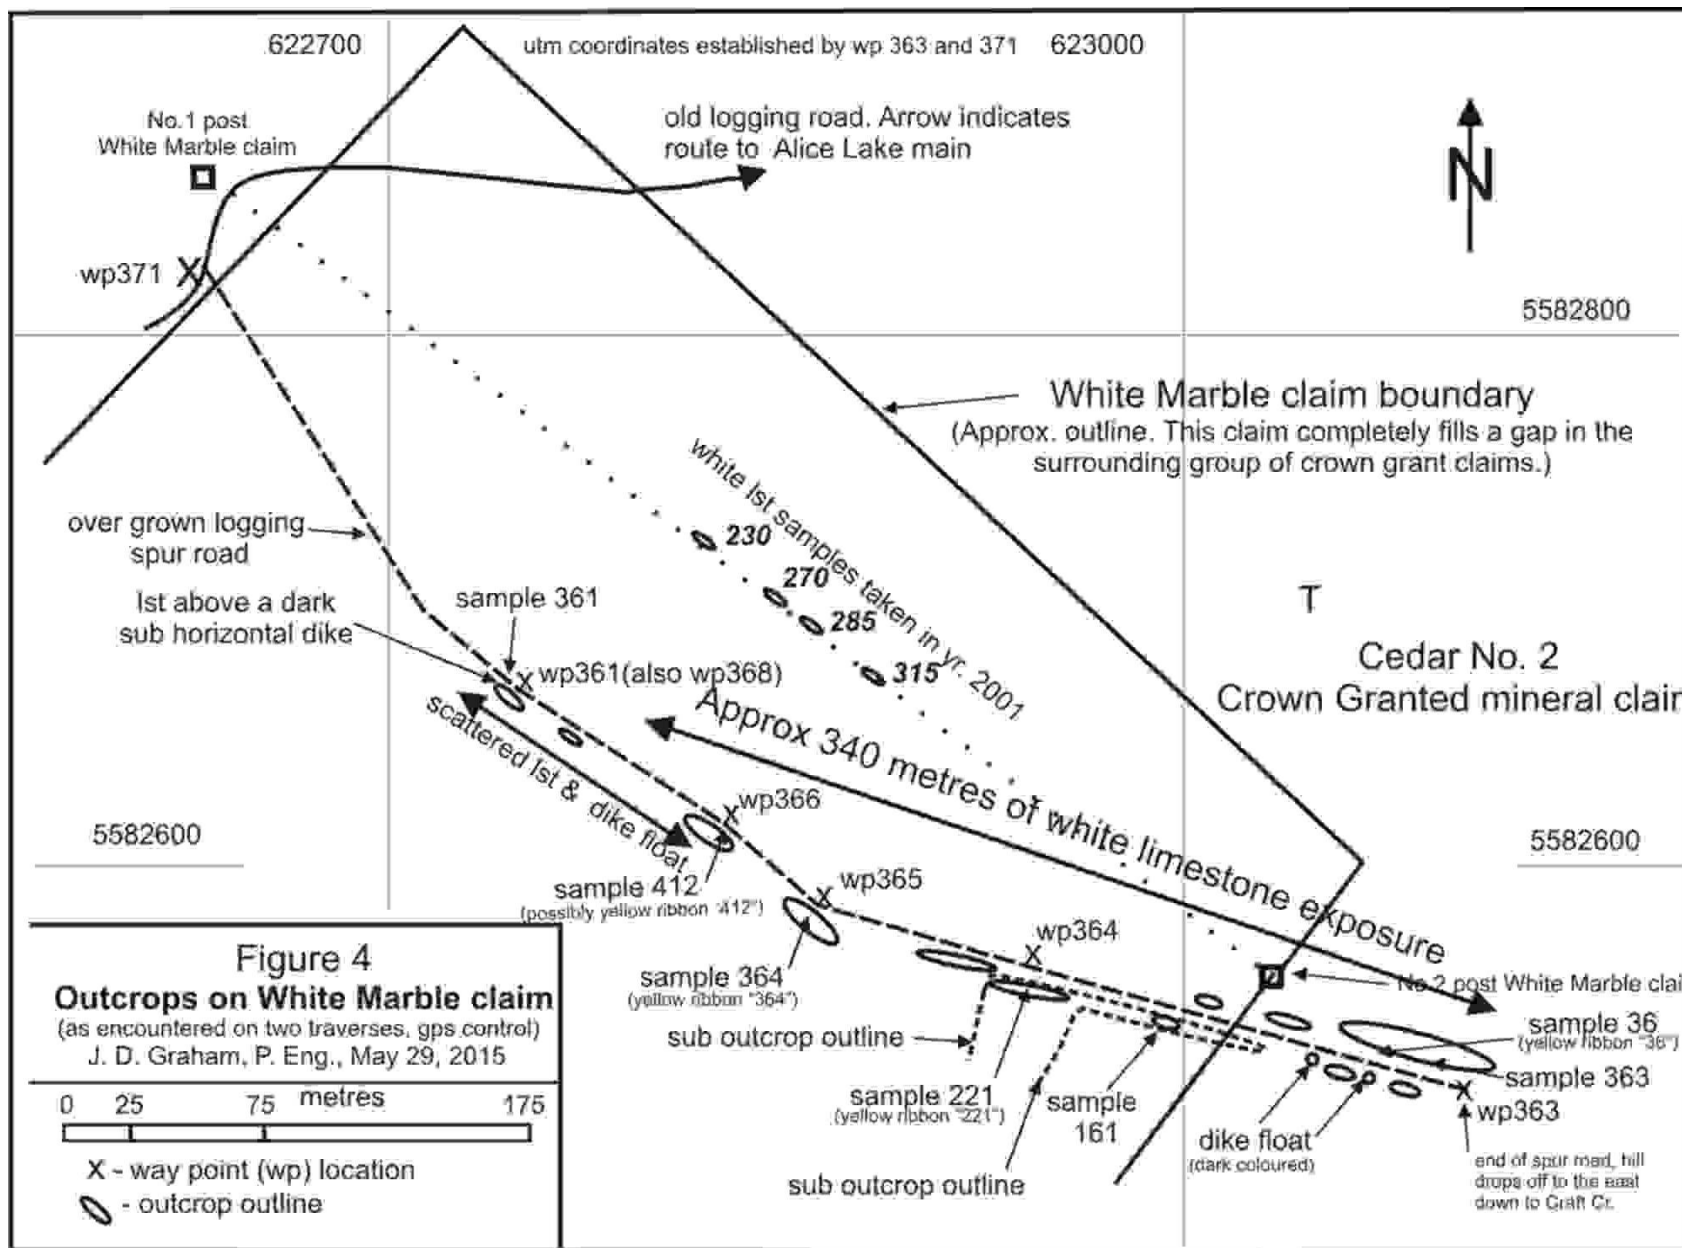 622700
utm coordinates established by wp 363 and 371
623000
No.1 post
White Marble claim
old logging road. Arrow indicates
route to Alice Lake main
N
wp371
5582800
White Marble claim boundary
(Approx. outline. This claim completely fills a gap in the
surrounding group of crown grant claims.)
white lst samples taken in yr. 2001
over grown logging
spur road
230
270
285
315
lst above a dark
sub horizontal dike
sample 361
wp361(also wp368)
T
Cedar No. 2
Crown Granted mineral clai
scattered lst & dike float
Approx 340 metres of white limestone exposure
wp366
5582600
5582600
sample 412
(possibly yellow ribbon "412")
wp365
wp364
sample 364
(yellow ribbon "364")
No.2 post White Marble clai
sub outcrop outline
sample 36
(yellow ribbon "36")
sample 363
sample 221
(yellow ribbon "221")
sample
161
wp363
dike float
(dark coloured)
sub outcrop outline
end of spur road, hill
drops off to the east
down to Craft Cr.
Figure 4
Outcrops on White Marble claim
(as encountered on two traverses, gps control)
J. D. Graham, P. Eng., May 29, 2015
metres
0 25 75 175
X - way point (wp) location
- outcrop outline